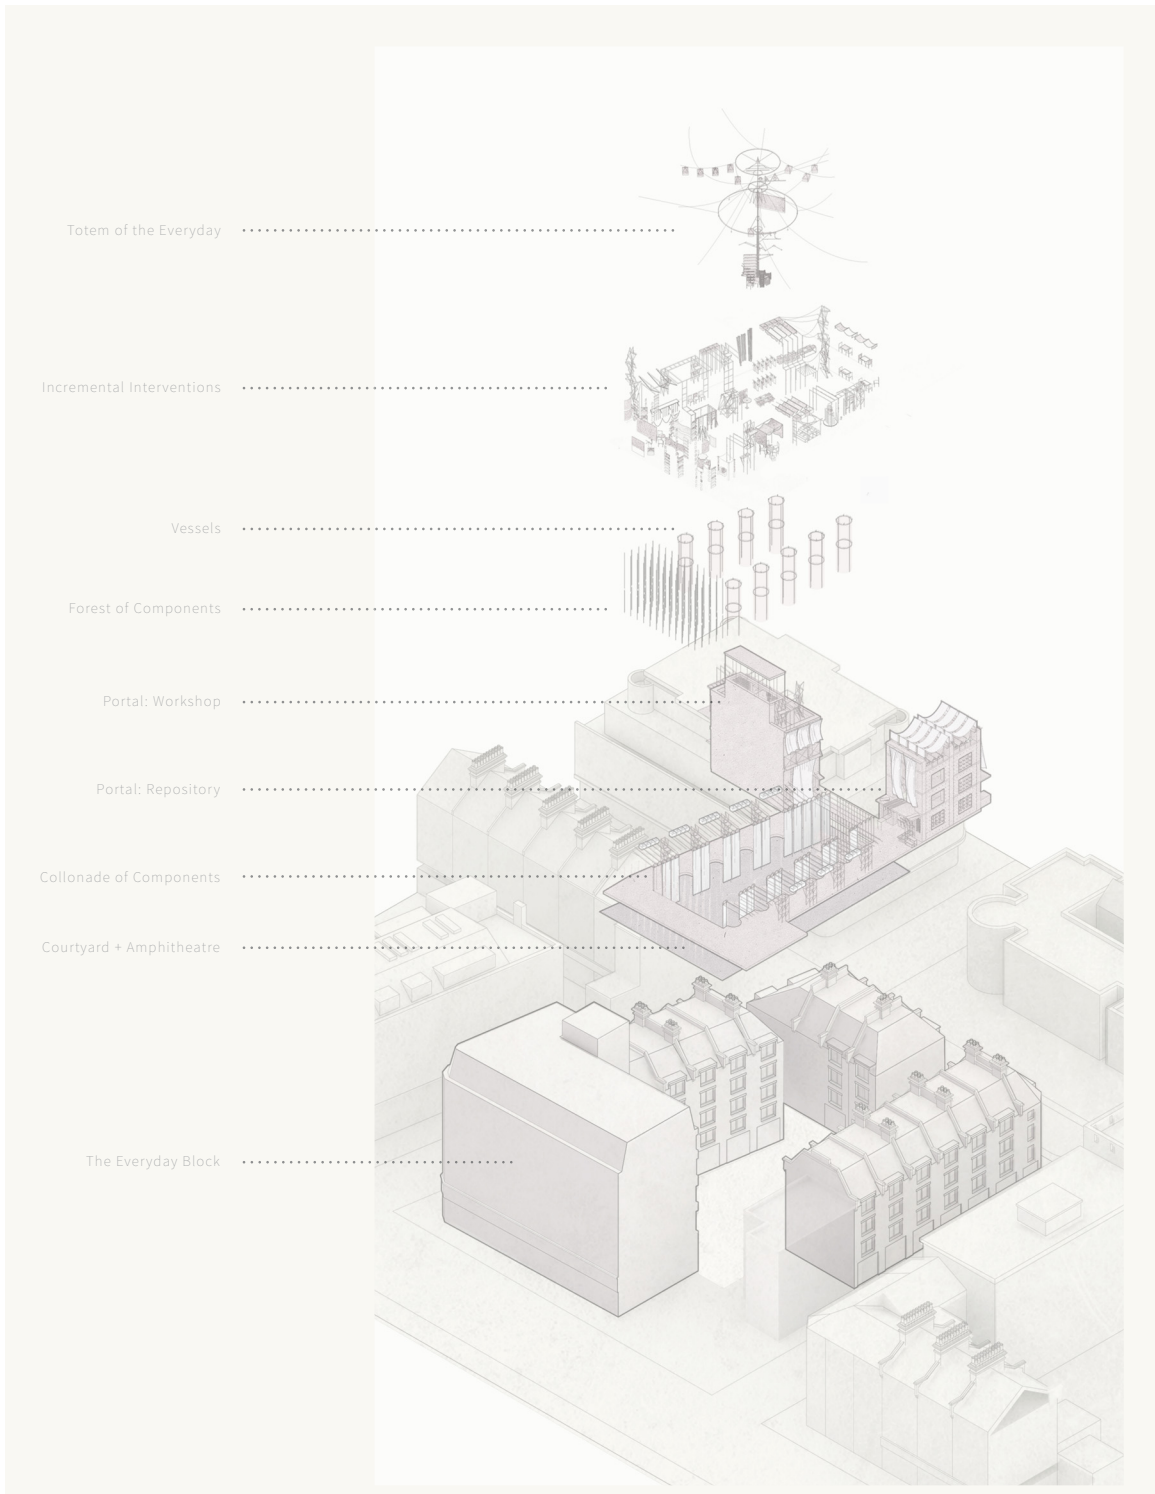 Totem of the Everyday
Incremental Interventions
Vessels
Forest of Components
Portal: Workshop
Portal: Repository
Collonade of Components
Courtyard + Amphitheatre
The Everyday Block